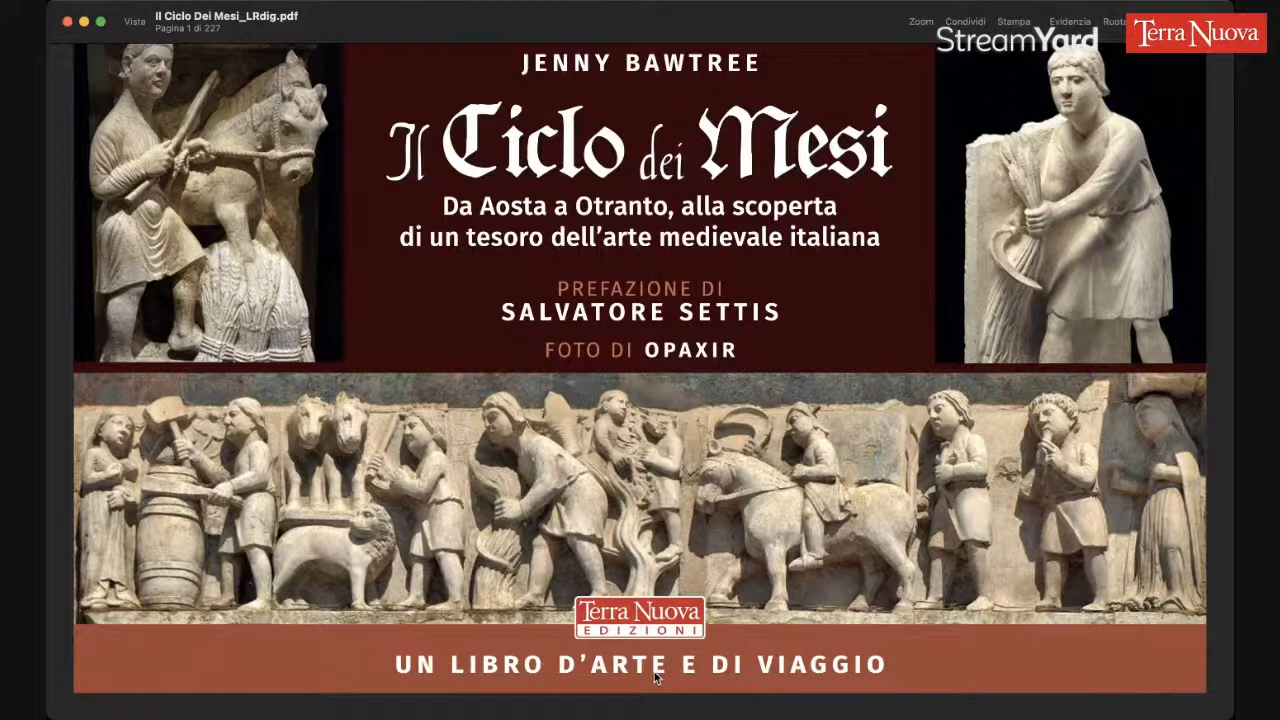 Vista
Il Ciclo Dei Mesi_LRdig.pdf
Pagina 1 di 227
Zoom Condividi Stampa Evidenzia Ruota
StreamYard
Terra Nuova
JENNY BAWTREE
Il Ciclo dei Mesi
Da Aosta a Otranto, alla scoperta
di un tesoro dell'arte medievale italiana
PREFAZIONE DI
SALVATORE SETTIS
FOTO DI OPAXIR
Terra Nuova
EDIZIONI
UN LIBRO D'ARTE E DI VIAGGIO